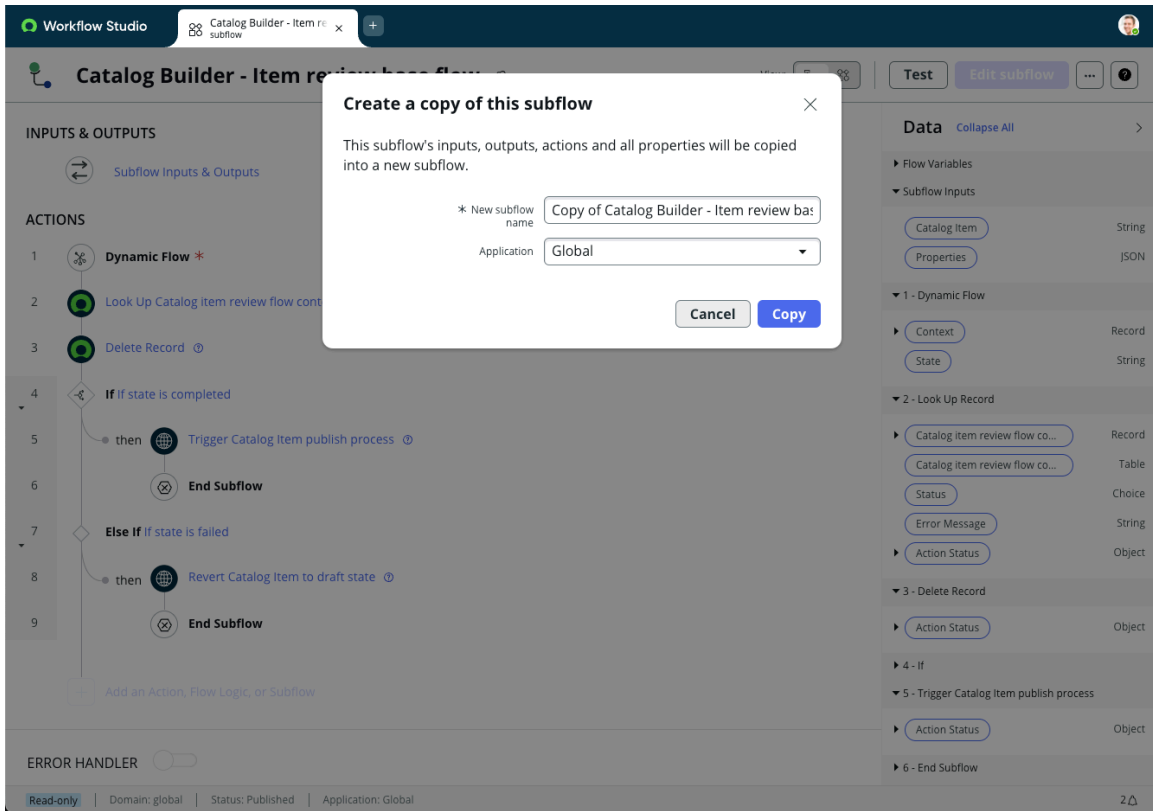 Workflow Studio
Catalog Builder - Item re
subflow
Catalog Builder - Item review base flow
View:
Test
Edit subflow
Create a copy of this subflow
This subflow's inputs, outputs, actions and all properties will be copied
into a new subflow.
* New subflow
name
Copy of Catalog Builder - Item review bas
Application
Global
Cancel
Copy
INPUTS & OUTPUTS
Subflow Inputs & Outputs
ACTIONS
1 Dynamic Flow *
2 Look Up Catalog item review flow cont
3 Delete Record
4 If If state is completed
5 then Trigger Catalog Item publish process
6 End Subflow
7 Else If If state is failed
8 then Revert Catalog Item to draft state
9 End Subflow
Add an Action, Flow Logic, or Subflow
ERROR HANDLER
Read-only | Domain: global | Status: Published | Application: Global
Data Collapse All
Flow Variables
Subflow Inputs
Catalog Item String
Properties JSON
1 - Dynamic Flow
Context Record
State String
2 - Look Up Record
Catalog item review flow co... Record
Catalog item review flow co... Table
Status Choice
Error Message String
Action Status Object
3 - Delete Record
Action Status Object
4 - If
5 - Trigger Catalog Item publish process
Action Status Object
6 - End Subflow
2